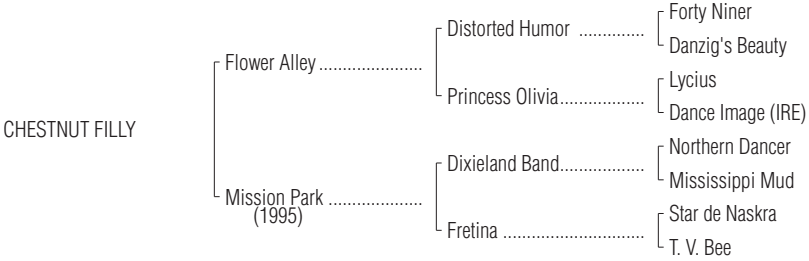 Forty Niner
Distorted Humor ..............
Danzig's Beauty
Flower Alley ......................
Lycius
Princess Olivia..................
Dance Image (IRE)
CHESTNUT FILLY
Northern Dancer
Dixieland Band..................
Mississippi Mud
Mission Park ....................
(1995)
Star de Naskra
Fretina ..............................
T. V. Bee